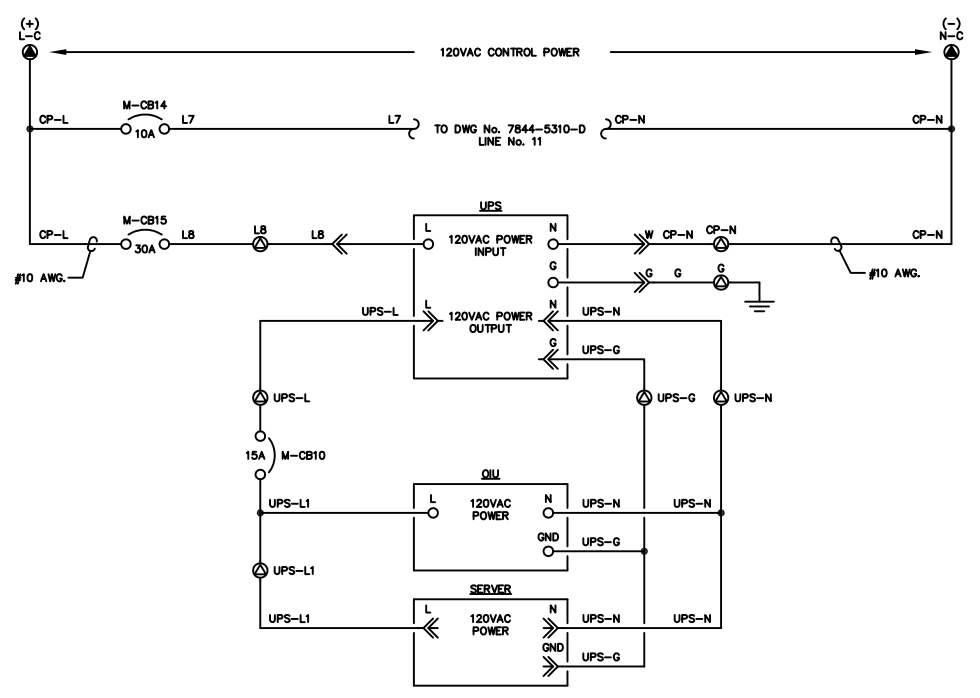 (+)
L-C
(-)
N-C
120VAC CONTROL POWER
M-CB14
CP-L
10A
L7
L7
TO DWG No. 7844-5310-D
LINE No. 11
CP-N
CP-N
UPS
M-CB15
CP-L
30A
L8
L8
L8
L
120VAC POWER
INPUT
N
W
CP-N
CP-N
CP-N
#10 AWG.
#10 AWG.
G
G
G
G
UPS-L
L
120VAC POWER
OUTPUT
N
UPS-N
G
UPS-G
UPS-L
UPS-G
UPS-N
15A
M-CB10
OIU
UPS-L1
L
120VAC
POWER
N
UPS-N
UPS-N
GND
UPS-G
UPS-L1
SERVER
UPS-L1
L
120VAC
POWER
N
UPS-N
UPS-N
GND
UPS-G